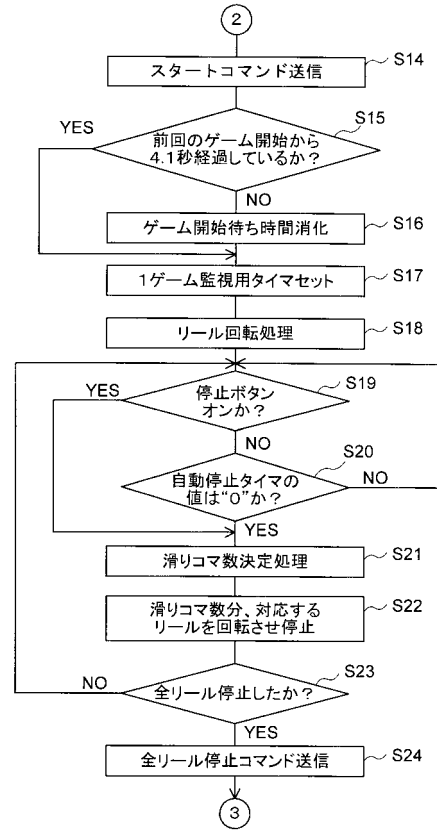 2
スタートコマンド送信
S14
前回のゲーム開始から
4.1秒経過しているか？
S15
YES
NO
ゲーム開始待ち時間消化
S16
1ゲーム監視用タイマセット
S17
リール回転処理
S18
停止ボタン
オンか？
S19
YES
NO
自動停止タイマの
値は“0”か？
S20
NO
YES
滑りコマ数決定処理
S21
滑りコマ数分、対応する
リールを回転させ停止
S22
全リール停止したか？
S23
NO
YES
全リール停止コマンド送信
S24
3